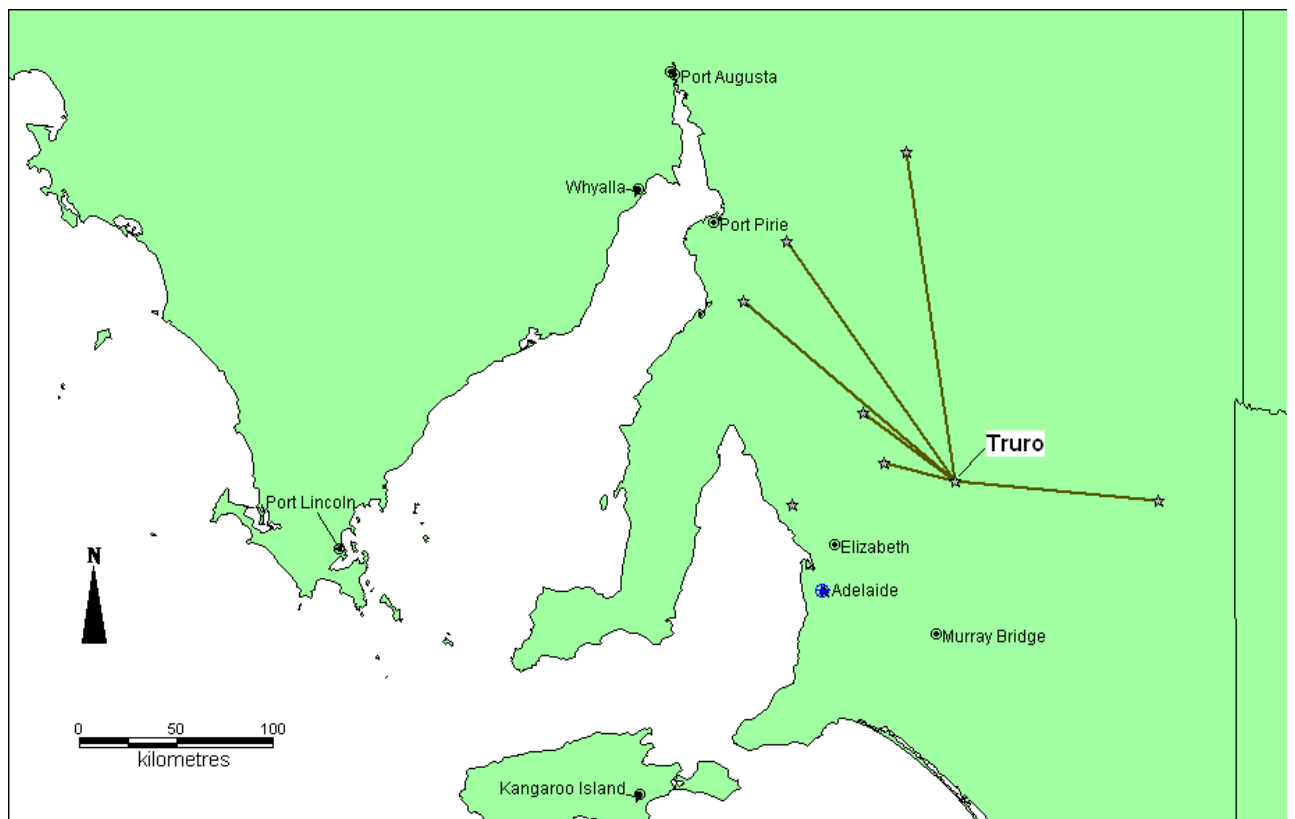 Port Augusta
Whyalla
Port Pirie
Truro
Port Lincoln
Elizabeth
N
Adelaide
Murray Bridge
0 50 100
kilometres
Kangaroo Island